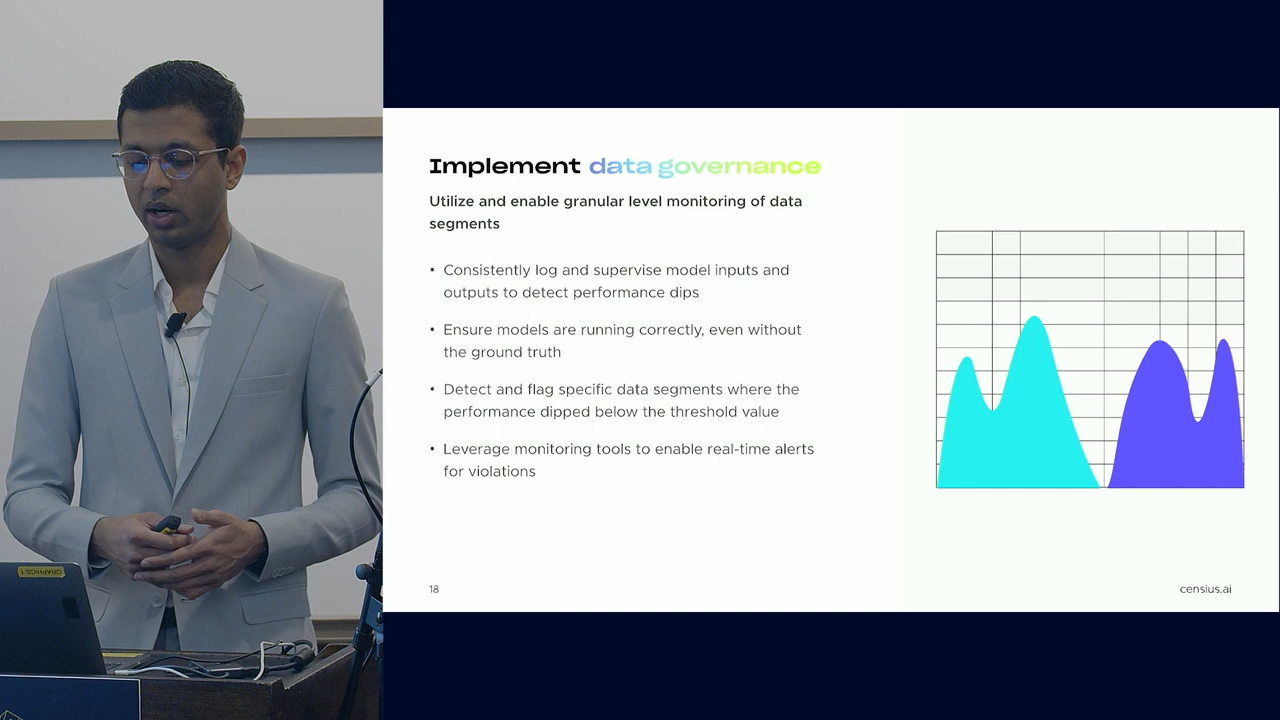 Implement data governance
Utilize and enable granular level monitoring of data
segments
• Consistently log and supervise model inputs and
outputs to detect performance dips
• Ensure models are running correctly, even without
the ground truth
• Detect and flag specific data segments where the
performance dipped below the threshold value
• Leverage monitoring tools to enable real-time alerts
for violations
18
censius.ai
GRAPHICS 1